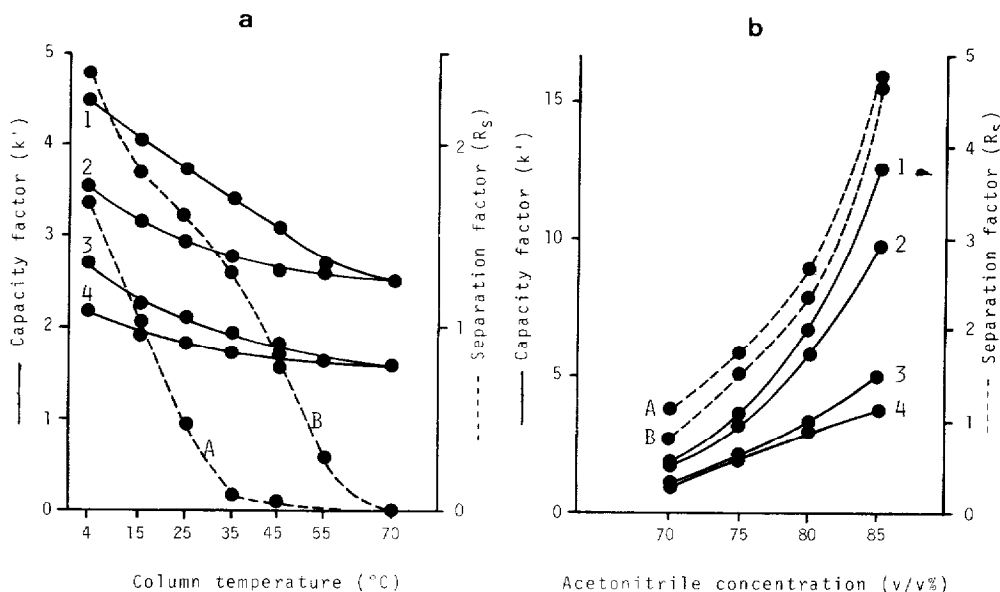 a
5
4
3
2
1
0
Capacity factor (k')
1
2
3
4
A
B
2
1
0
Separation factor (Rs)
4 15 25 35 45 55 70
Column temperature (°C)
b
15
10
5
0
Capacity factor (k')
A
B
1
2
3
4
5
4
3
2
1
0
Separation factor (Rs)
70 75 80 85
Acetonitrile concentration (v/v%)